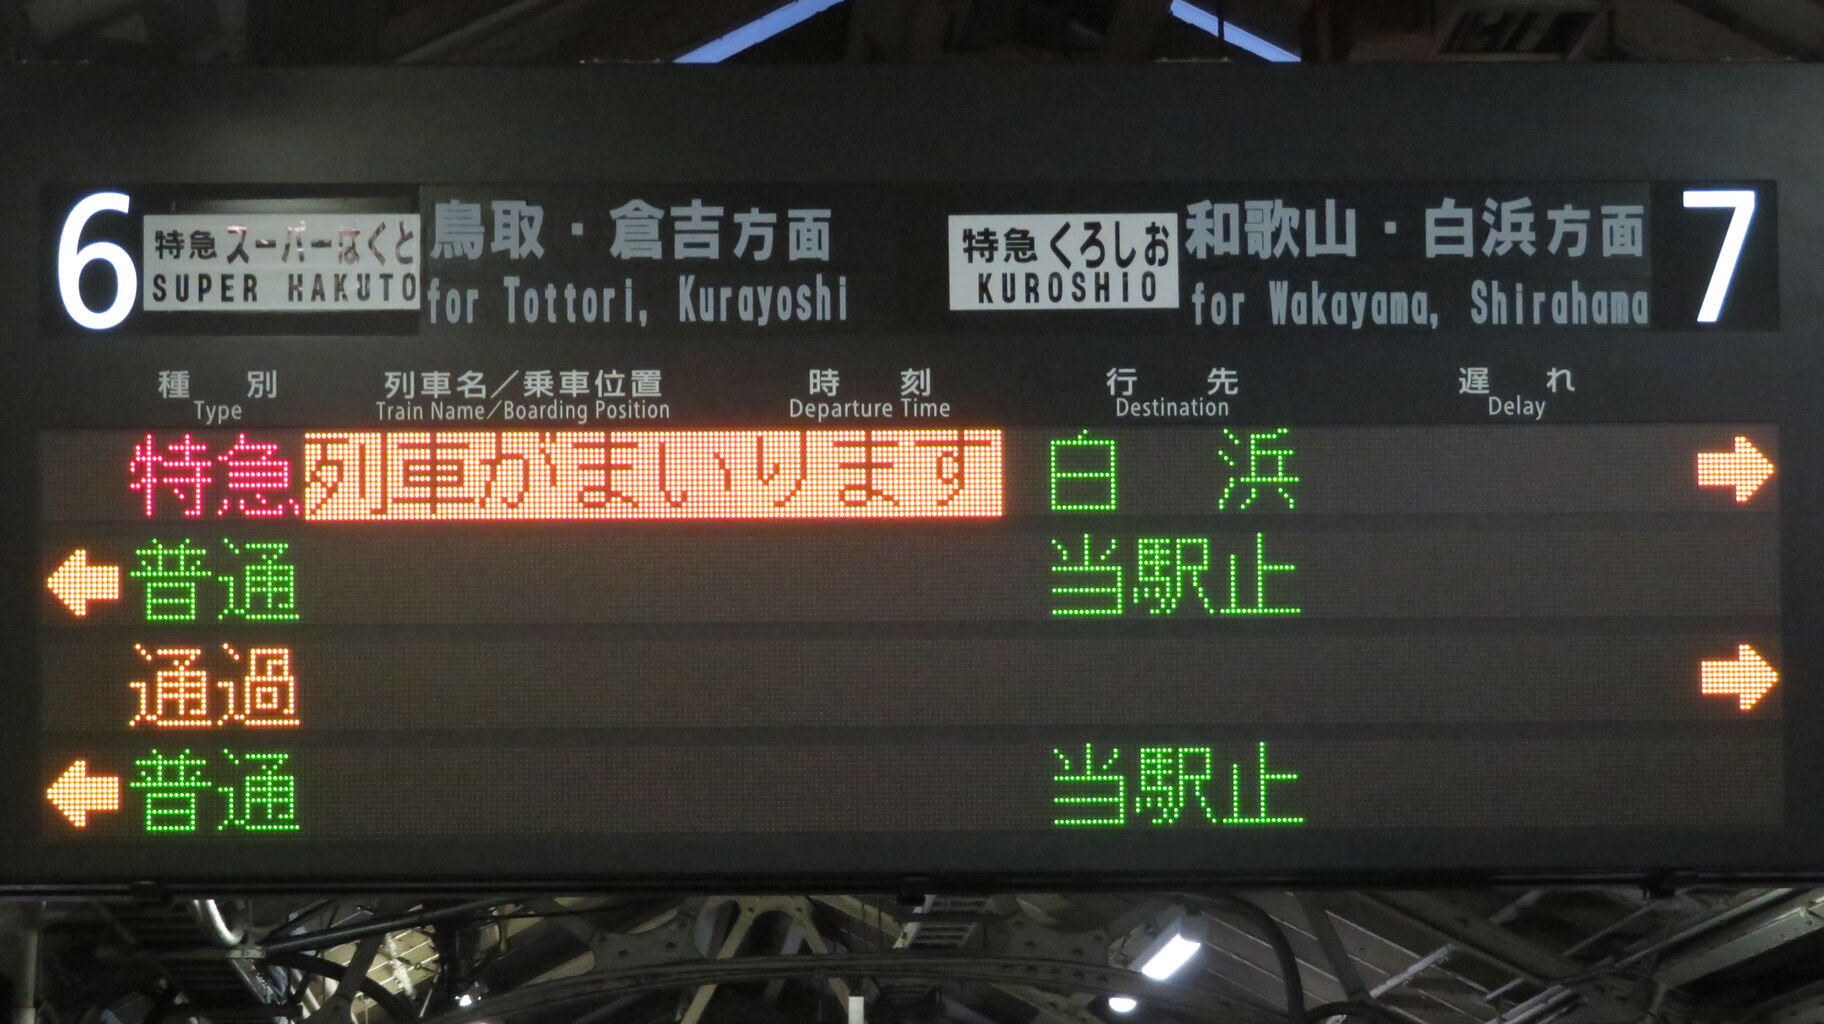 6 特急 スーパーはくと 鳥取・倉吉方面 特急 くろしお 和歌山・白浜方面 7
SUPER HAKUTO for Tottori, Kurayoshi KUROSHIO for Wakayama, Shirahama
種別 列車名／乗車位置 時刻 行先 遅れ
Type Train Name／Boarding Position Departure Time Destination Delay
特急 列車がまいります 白浜 →
← 普通 当駅止
通過 →
← 普通 当駅止